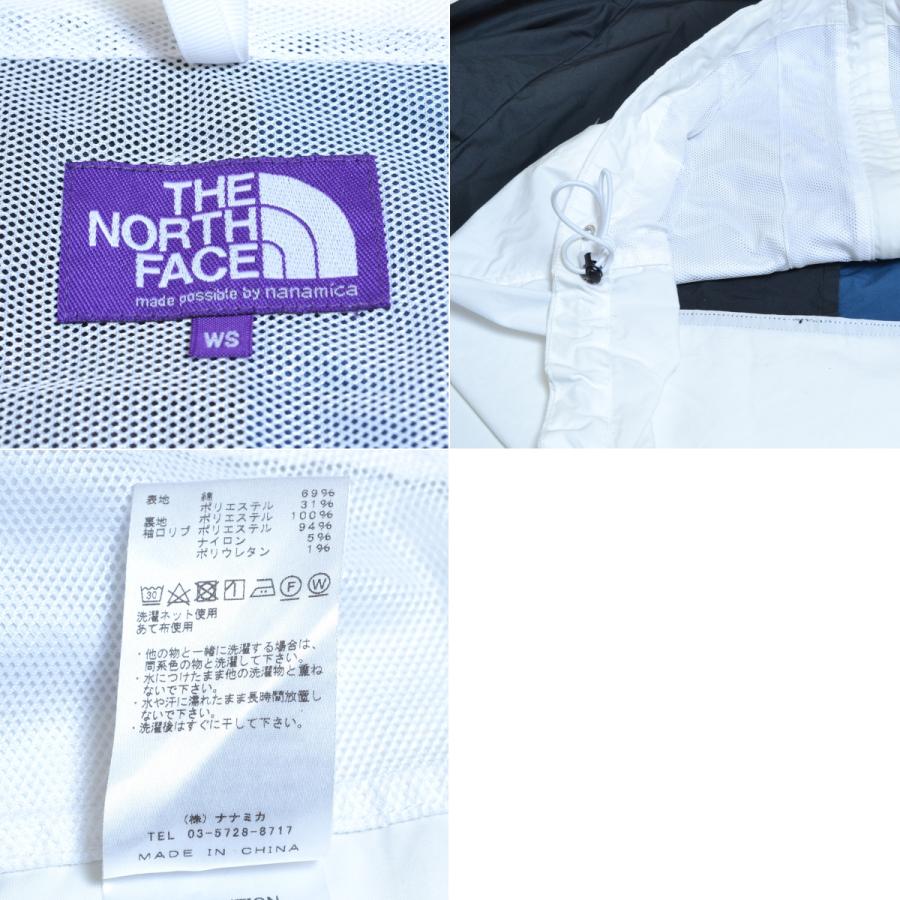 THE
NORTH
FACE
made possible by nanamica
WS
表地 綿 69%
ポリエステル 31%
裏地 ポリエステル 100%
袖口リブ ポリエステル 94%
ナイロン 5%
ポリウレタン 1%
30 F W
洗濯ネット使用
あて布使用
・他の物と一緒に洗濯する場合は、
同系色の物と洗濯して下さい。
・水につけたまま他の洗濯物と重ね
ないで下さい。
・水や汗に濡れたまま長時間放置し
ないで下さい。
・洗濯後はすぐに干して下さい。
(株) ナナミカ
TEL 03-5728-8717
MADE IN CHINA